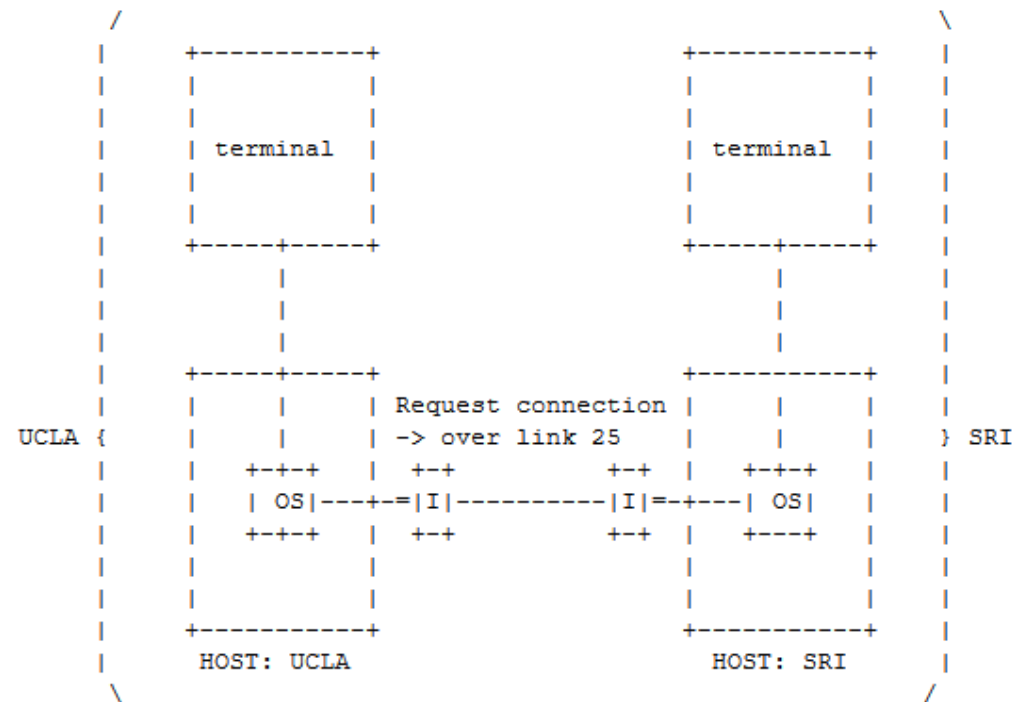 terminal terminal
Request connection
UCLA { -> over link 25 } SRI
OS I I OS
HOST: UCLA HOST: SRI